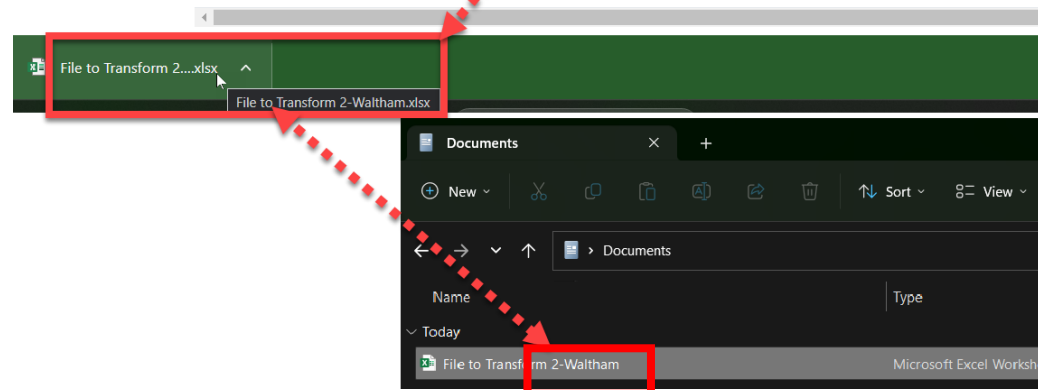 File to Transform 2....xlsx
File to Transform 2-Waltham.xlsx
Documents
New
Sort
View
Documents
Name
Type
Today
File to Transform 2-Waltham
Microsoft Excel Worksh